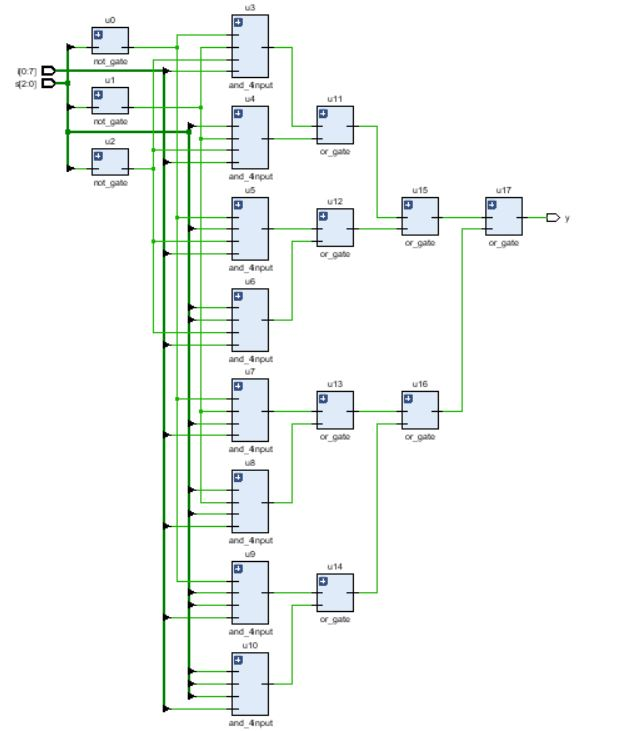 u0
not_gate
i[0:7]
s[2:0]
u1
not_gate
u2
not_gate
u3
and_4input
u4
and_4input
u5
and_4input
u6
and_4input
u7
and_4input
u8
and_4input
u9
and_4input
u10
and_4input
u11
or_gate
u12
or_gate
u13
or_gate
u14
or_gate
u15
or_gate
u16
or_gate
u17
or_gate
y